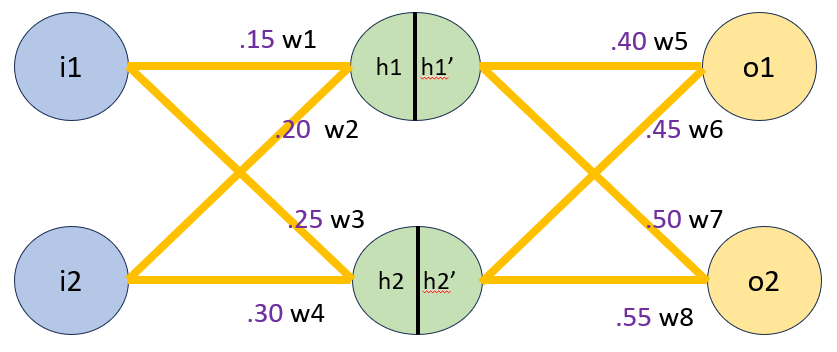 .15 w1
.40 w5
i1
h1 h1’
o1
.20 w2
.45 w6
.25 w3
.50 w7
i2
h2 h2’
o2
.30 w4
.55 w8